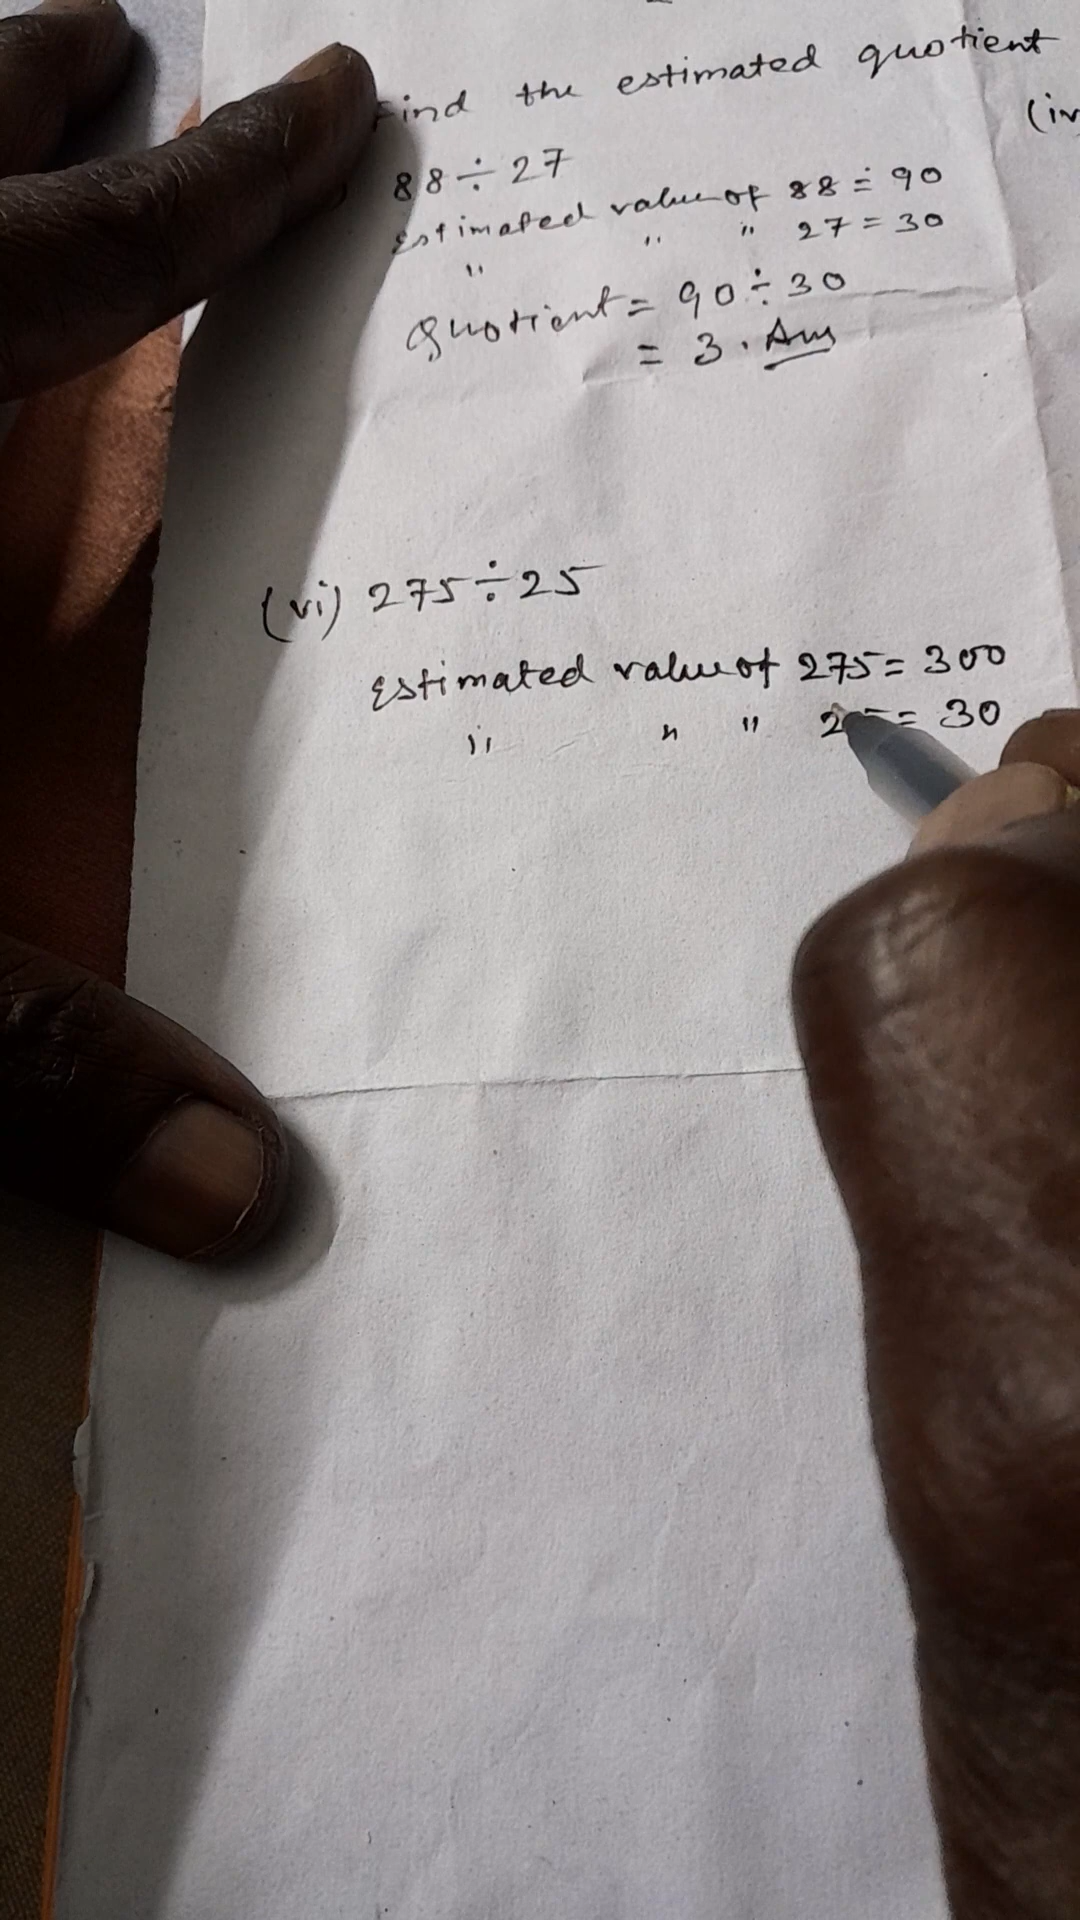 Find the estimated quotient
(iv
88 ÷ 27
Estimated value of 88 = 90
" " " 27 = 30
Quotient = 90 ÷ 30
= 3. Ans
(vi) 275 ÷ 25
Estimated value of 275 = 300
" " " 25 = 30